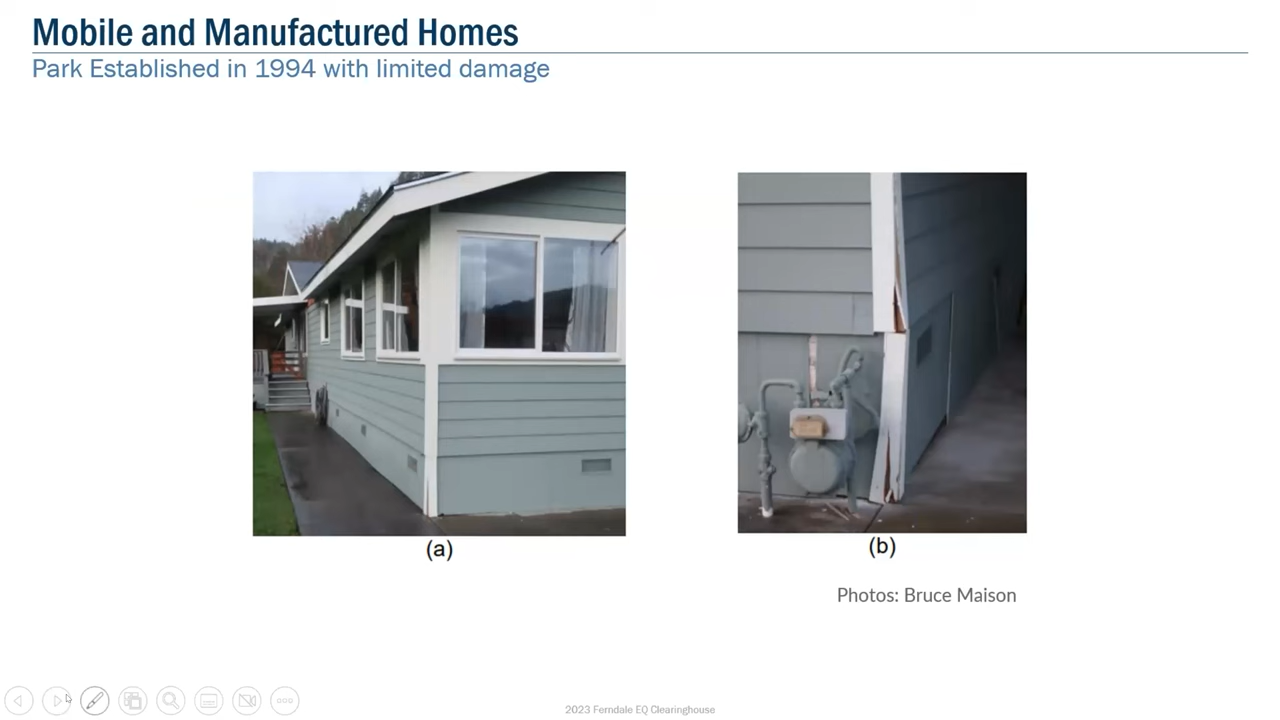 Mobile and Manufactured Homes
Park Established in 1994 with limited damage
(a)
(b)
Photos: Bruce Maison
2023 Ferndale EQ Clearinghouse